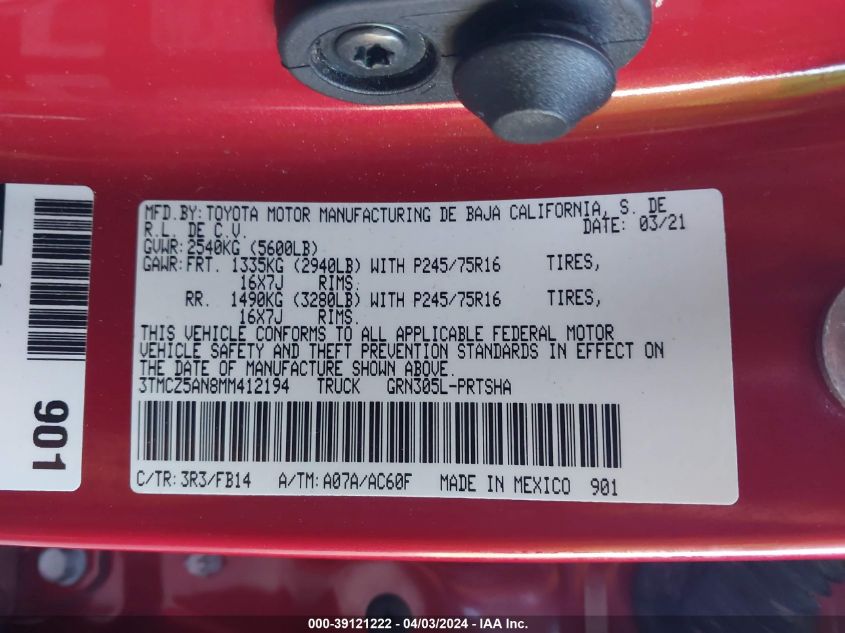 MFD.BY:TOYOTA MOTOR MANUFACTURING DE BAJA CALIFORNIA, S. DE
R.L. DE C.V. DATE: 03/21
GVWR:2540KG (5600LB)
GAWR:FRT. 1335KG (2940LB) WITH P245/75R16 TIRES,
16X7J RIMS.
RR. 1490KG (3280LB) WITH P245/75R16 TIRES,
16X7J RIMS.
THIS VEHICLE CONFORMS TO ALL APPLICABLE FEDERAL MOTOR
VEHICLE SAFETY AND THEFT PREVENTION STANDARDS IN EFFECT ON
THE DATE OF MANUFACTURE SHOWN ABOVE.
3TMCZ5AN8MM412194 TRUCK GRN305L-PRTSHA
C/TR:3R3/FB14 A/TM:A07A/AC60F MADE IN MEXICO 901
901
000-39121222 - 04/03/2024 - IAA Inc.